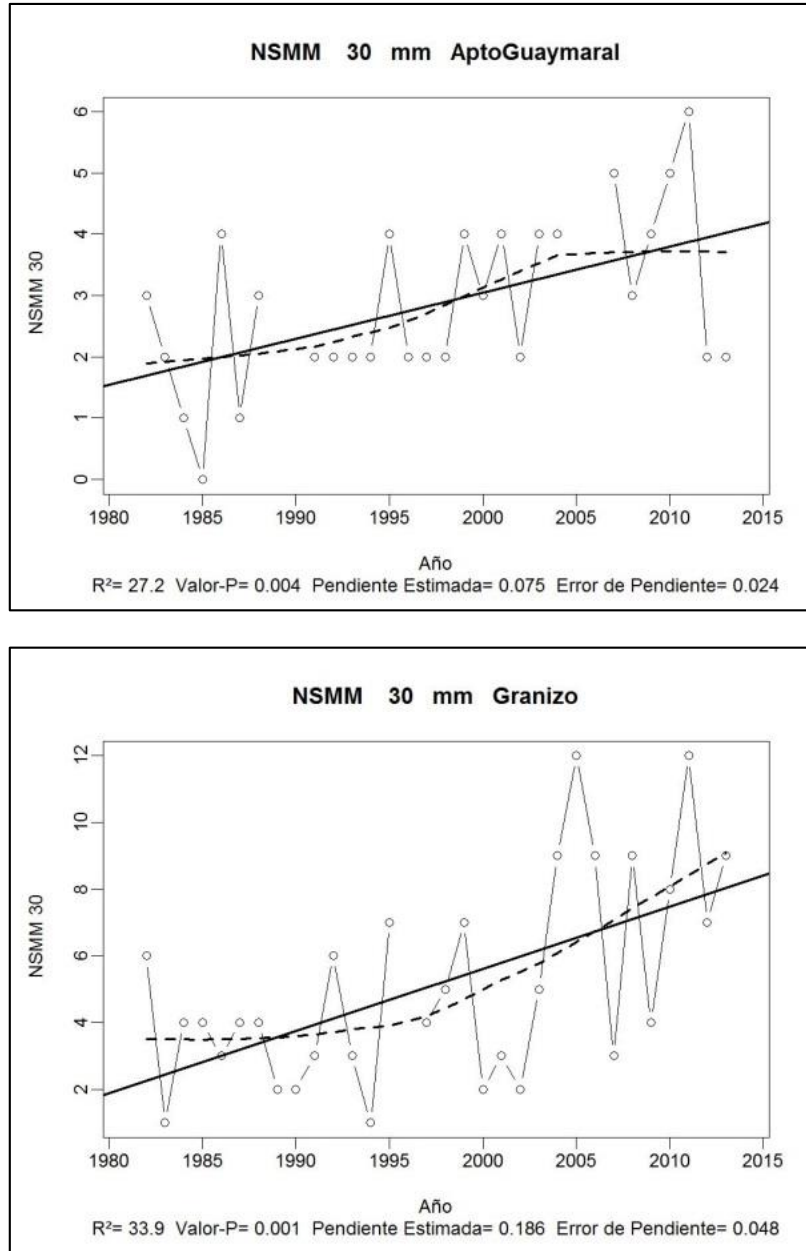 NSMM 30 mm AptoGuaymaral
6
5
4
3
2
1
0
NSMM 30
1980 1985 1990 1995 2000 2005 2010 2015
Año
R²= 27.2 Valor-P= 0.004 Pendiente Estimada= 0.075 Error de Pendiente= 0.024
NSMM 30 mm Granizo
12
10
8
6
4
2
NSMM 30
1980 1985 1990 1995 2000 2005 2010 2015
Año
R²= 33.9 Valor-P= 0.001 Pendiente Estimada= 0.186 Error de Pendiente= 0.048